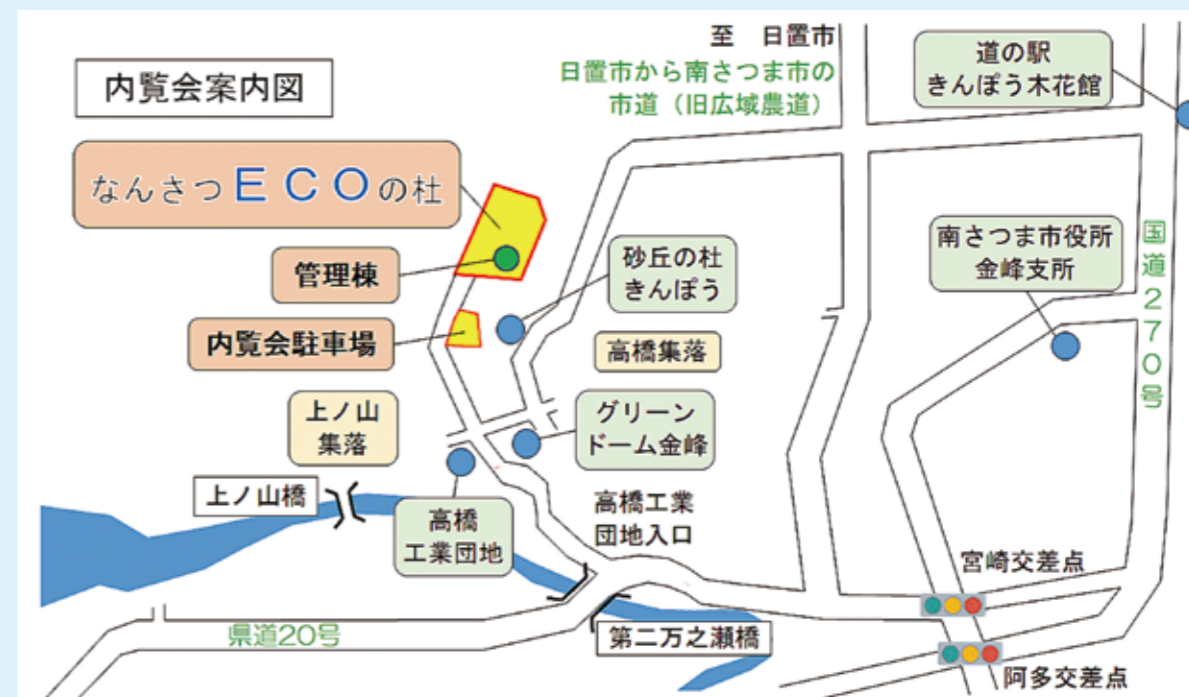 内覧会案内図
至　日置市
日置市から南さつま市の
市道（旧広域農道）
道の駅
きんぽう木花館
なんさつECOの杜
管理棟
内覧会駐車場
砂丘の杜
きんぽう
南さつま市役所
金峰支所
国道270号
高橋集落
上ノ山
集落
グリーン
ドーム金峰
上ノ山橋
高橋
工業団地
高橋工業
団地入口
宮崎交差点
県道20号
第二万之瀬橋
阿多交差点